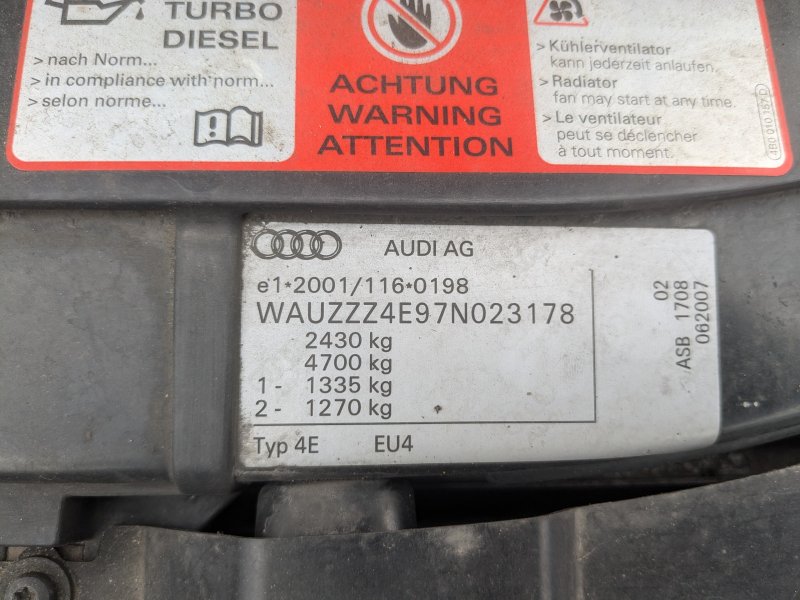 TURBO
DIESEL
> nach Norm...
> in compliance with norm...
> selon norme...
ACHTUNG
WARNING
ATTENTION
> Kühlerventilator
kann jederzeit anlaufen.
> Radiator
fan may start at any time.
> Le ventilateur
peut se déclencher
à tout moment.
AUDI AG
e1*2001/116*0198
WAUZZZ4E97N023178
2430 kg
4700 kg
1 - 1335 kg
2 - 1270 kg
Typ 4E EU4
02
ASB 1708
062007